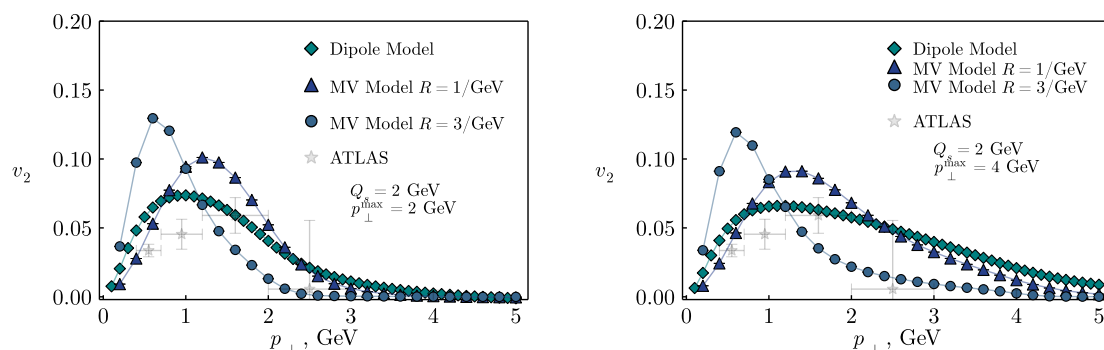 0.20
0.15
0.10
0.05
0.00
v₂
0 1 2 3 4 5
p⊥, GeV
Dipole Model
MV Model R = 1/GeV
MV Model R = 3/GeV
ATLAS
Qₛ = 2 GeV
p⊥^max = 2 GeV
0.20
0.15
0.10
0.05
0.00
v₂
0 1 2 3 4 5
p⊥, GeV
Dipole Model
MV Model R = 1/GeV
MV Model R = 3/GeV
ATLAS
Qₛ = 2 GeV
p⊥^max = 4 GeV